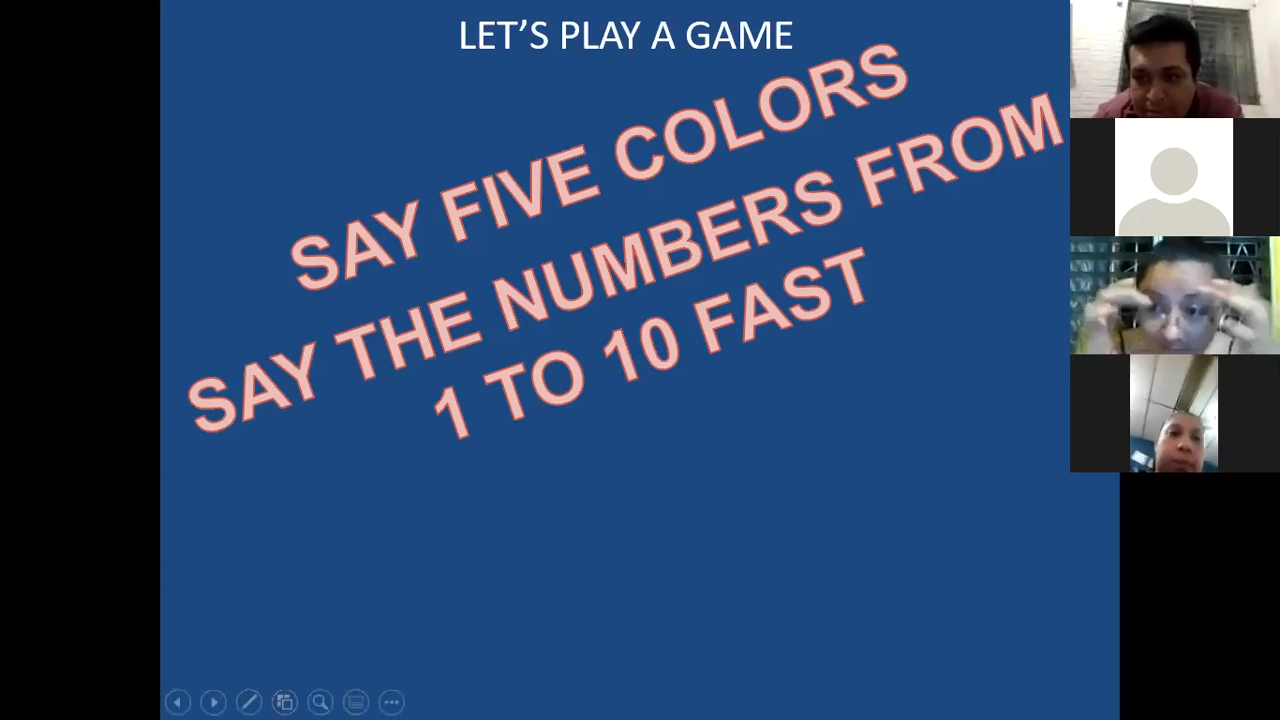 LET’S PLAY A GAME
SAY FIVE COLORS
SAY THE NUMBERS FROM
1 TO 10 FAST